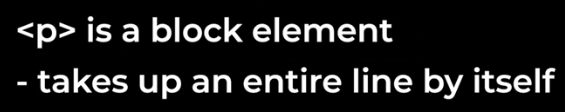 <p> is a block element
- takes up an entire line by itself